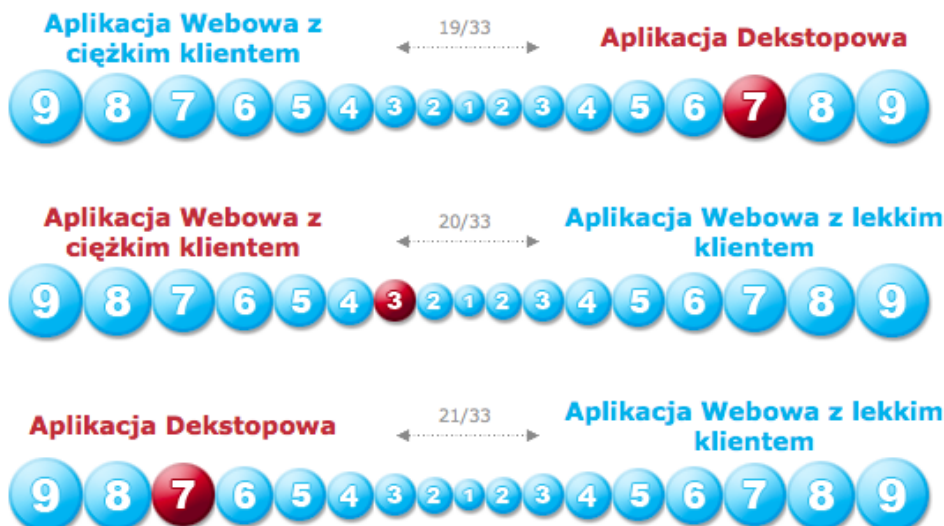 Aplikacja Webowa z
ciężkim klientem
19/33
Aplikacja Dekstopowa
9 8 7 6 5 4 3 2 1 2 3 4 5 6 7 8 9
Aplikacja Webowa z
ciężkim klientem
20/33
Aplikacja Webowa z lekkim
klientem
9 8 7 6 5 4 3 2 1 2 3 4 5 6 7 8 9
Aplikacja Dekstopowa
21/33
Aplikacja Webowa z lekkim
klientem
9 8 7 6 5 4 3 2 1 2 3 4 5 6 7 8 9